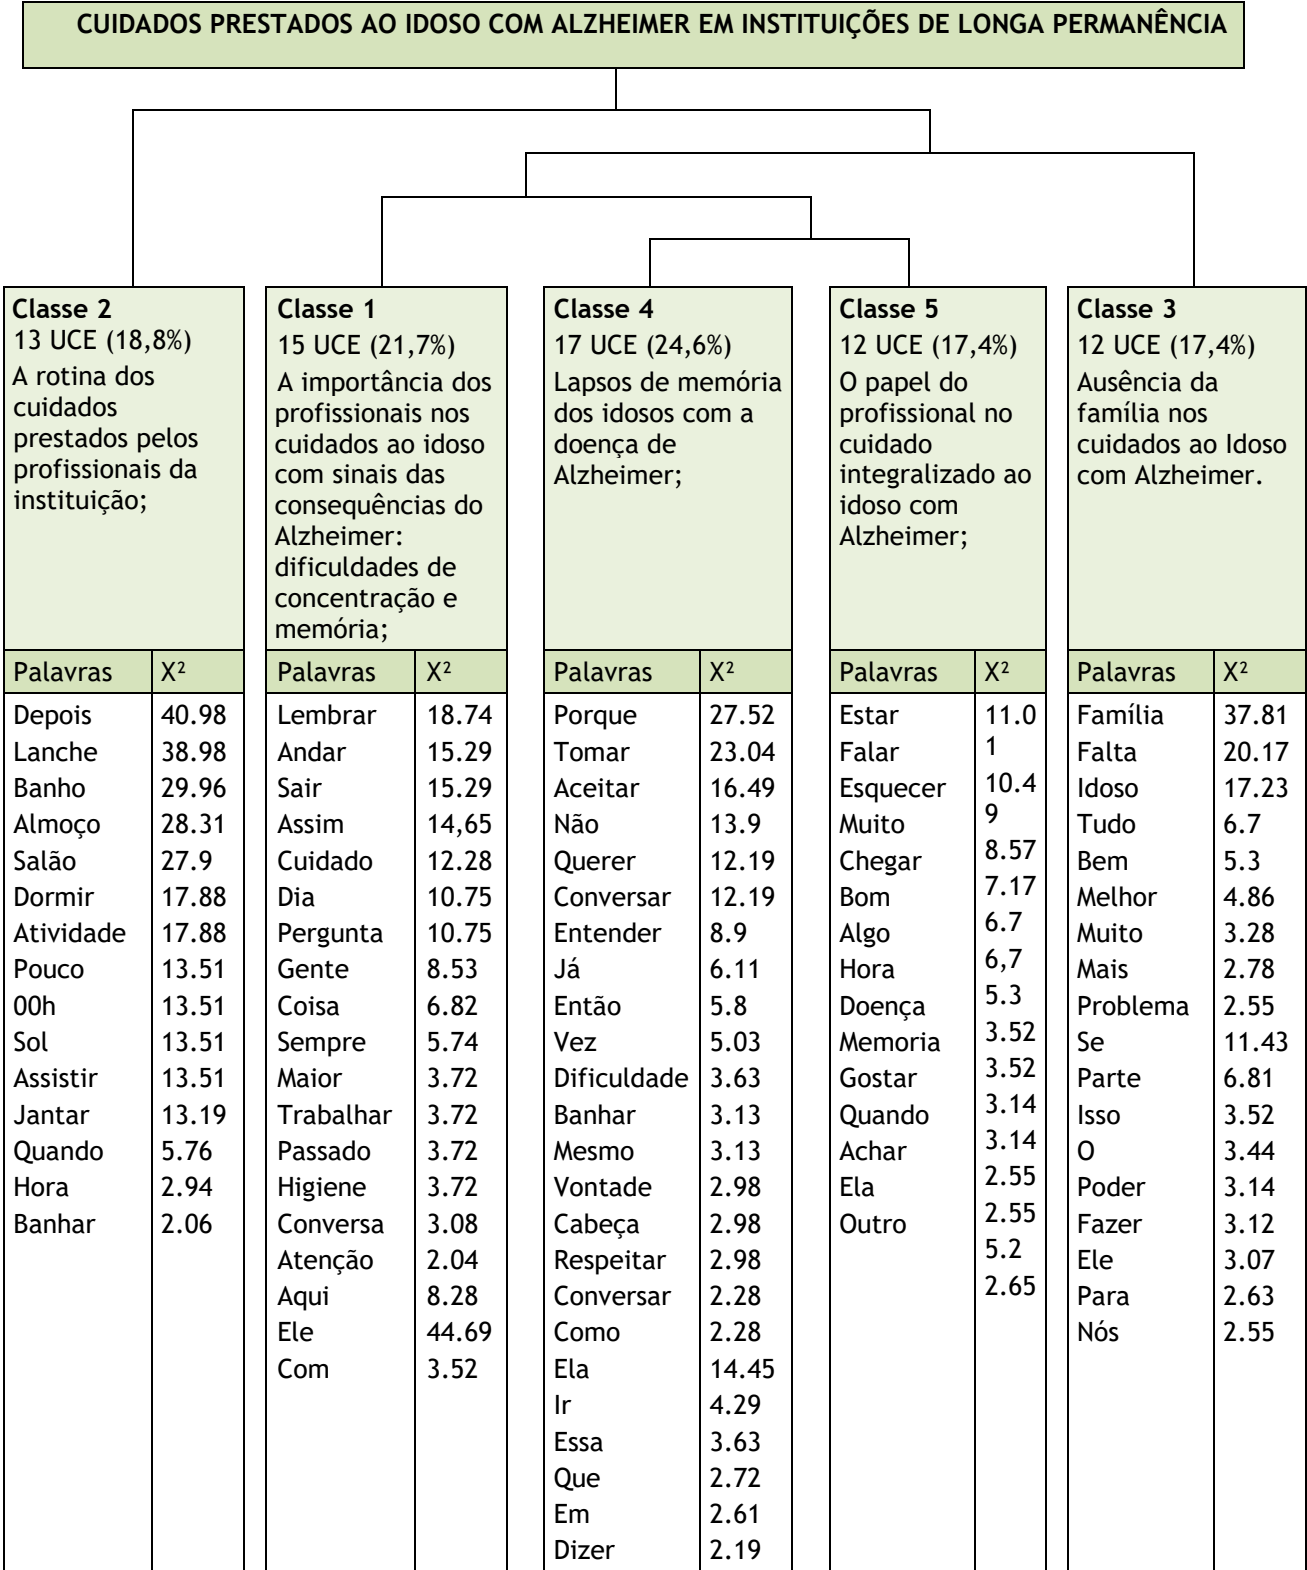 CUIDADOS PRESTADOS AO IDOSO COM ALZHEIMER EM INSTITUIÇÕES DE LONGA PERMANÊNCIA
Classe 2
13 UCE (18,8%)
A rotina dos
cuidados
prestados pelos
profissionais da
instituição;
Palavras X²
Depois 40.98
Lanche 38.98
Banho 29.96
Almoço 28.31
Salão 27.9
Dormir 17.88
Atividade 17.88
Pouco 13.51
00h 13.51
Sol 13.51
Assistir 13.51
Jantar 13.19
Quando 5.76
Hora 2.94
Banhar 2.06
Classe 1
15 UCE (21,7%)
A importância dos
profissionais nos
cuidados ao idoso
com sinais das
consequências do
Alzheimer:
dificuldades de
concentração e
memória;
Palavras X²
Lembrar 18.74
Andar 15.29
Sair 15.29
Assim 14,65
Cuidado 12.28
Dia 10.75
Pergunta 10.75
Gente 8.53
Coisa 6.82
Sempre 5.74
Maior 3.72
Trabalhar 3.72
Passado 3.72
Higiene 3.72
Conversa 3.08
Atenção 2.04
Aqui 8.28
Ele 44.69
Com 3.52
Classe 4
17 UCE (24,6%)
Lapsos de memória
dos idosos com a
doença de
Alzheimer;
Palavras X²
Porque 27.52
Tomar 23.04
Aceitar 16.49
Não 13.9
Querer 12.19
Conversar 12.19
Entender 8.9
Já 6.11
Então 5.8
Vez 5.03
Dificuldade 3.63
Banhar 3.13
Mesmo 3.13
Vontade 2.98
Cabeça 2.98
Respeitar 2.98
Conversar 2.28
Como 2.28
Ela 14.45
Ir 4.29
Essa 3.63
Que 2.72
Em 2.61
Dizer 2.19
Classe 5
12 UCE (17,4%)
O papel do
profissional no
cuidado
integralizado ao
idoso com
Alzheimer;
Palavras X²
Estar 11.0
Falar 1
Esquecer 10.4
Muito 9
Chegar 8.57
Bom 7.17
Algo 6.7
Hora 6,7
Doença 5.3
Memoria 3.52
Gostar 3.52
Quando 3.14
Achar 3.14
Ela 2.55
Outro 2.55
5.2
2.65
Classe 3
12 UCE (17,4%)
Ausência da
família nos
cuidados ao Idoso
com Alzheimer.
Palavras X²
Família 37.81
Falta 20.17
Idoso 17.23
Tudo 6.7
Bem 5.3
Melhor 4.86
Muito 3.28
Mais 2.78
Problema 2.55
Se 11.43
Parte 6.81
Isso 3.52
O 3.44
Poder 3.14
Fazer 3.12
Ele 3.07
Para 2.63
Nós 2.55